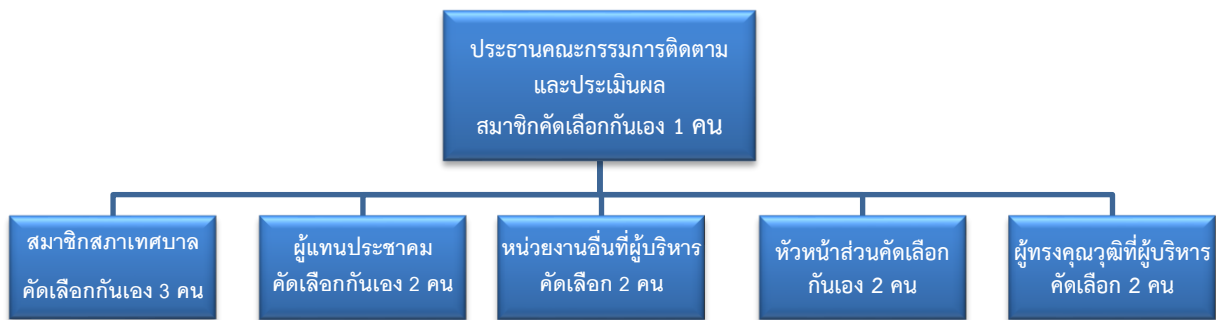 ประธานคณะกรรมการติดตาม
และประเมินผล
สมาชิกคัดเลือกกันเอง 1 คน
สมาชิกสภาเทศบาล
คัดเลือกกันเอง 3 คน
ผู้แทนประชาคม
คัดเลือกกันเอง 2 คน
หน่วยงานอื่นที่ผู้บริหาร
คัดเลือก 2 คน
หัวหน้าส่วนคัดเลือก
กันเอง 2 คน
ผู้ทรงคุณวุฒิที่ผู้บริหาร
คัดเลือก 2 คน